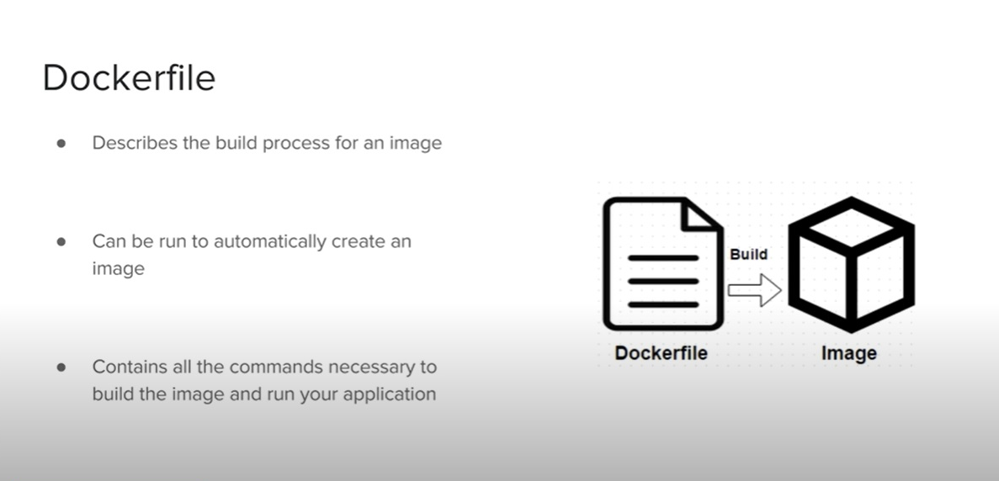 Dockerfile
● Describes the build process for an image
● Can be run to automatically create an
image
● Contains all the commands necessary to
build the image and run your application
Build
Dockerfile
Image